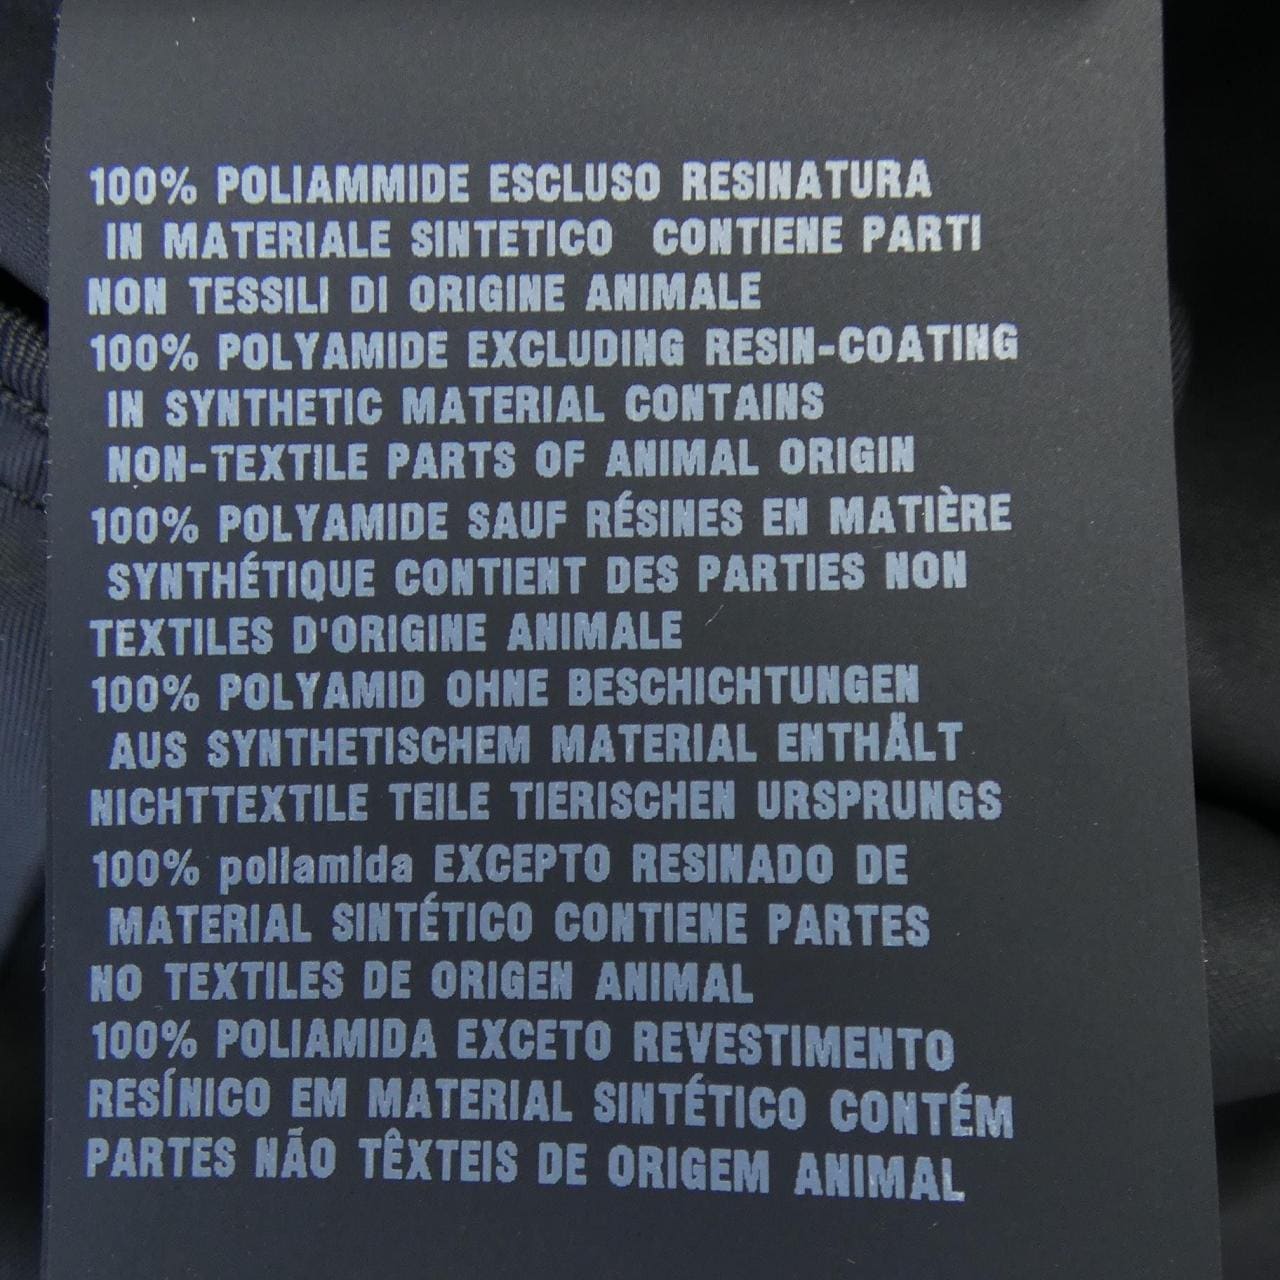 100% POLIAMMIDE ESCLUSO RESINATURA
IN MATERIALE SINTETICO CONTIENE PARTI
NON TESSILI DI ORIGINE ANIMALE
100% POLYAMIDE EXCLUDING RESIN-COATING
IN SYNTHETIC MATERIAL CONTAINS
NON-TEXTILE PARTS OF ANIMAL ORIGIN
100% POLYAMIDE SAUF RÉSINES EN MATIÈRE
SYNTHÉTIQUE CONTIENT DES PARTIES NON
TEXTILES D'ORIGINE ANIMALE
100% POLYAMID OHNE BESCHICHTUNGEN
AUS SYNTHETISCHEM MATERIAL ENTHÄLT
NICHTTEXTILE TEILE TIERISCHEN URSPRUNGS
100% poliamida EXCEPTO RESINADO DE
MATERIAL SINTÉTICO CONTIENE PARTES
NO TEXTILES DE ORIGEN ANIMAL
100% POLIAMIDA EXCETO REVESTIMENTO
RESÍNICO EM MATERIAL SINTÉTICO CONTÉM
PARTES NÃO TÊXTEIS DE ORIGEM ANIMAL